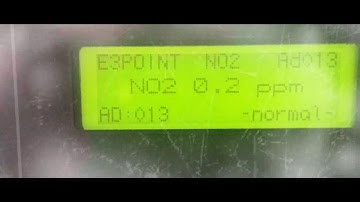 E3POINT NO2 Ad013
NO2 0.2 ppm
AD:013 -normal-